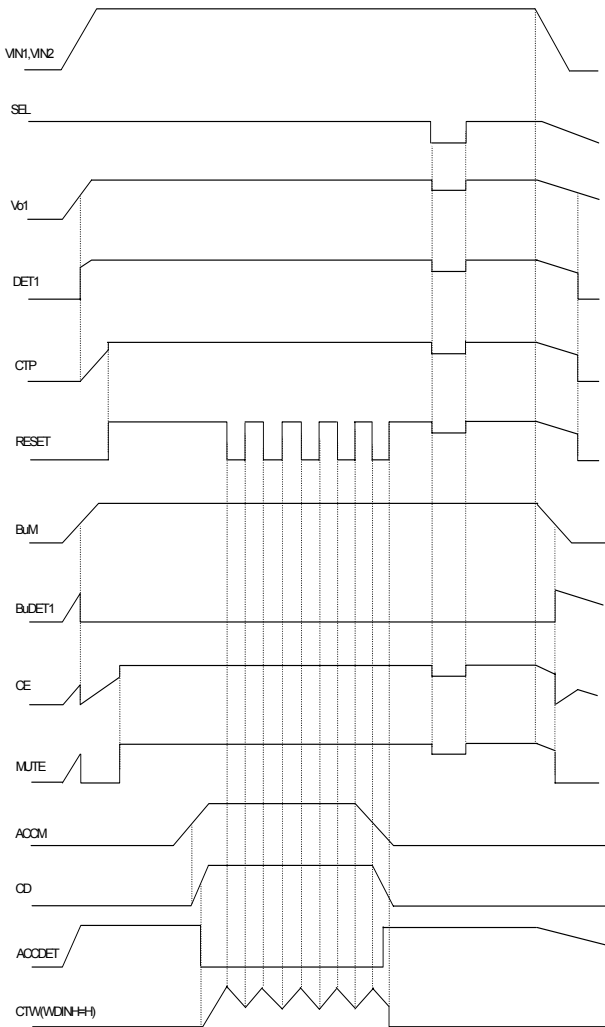 VIN1,VIN2
SEL
Vo1
DET1
CTP
RESET
BuM
BuDET1
CE
MUTE
ACCM
CD
ACCDET
CTW(WDINH=H)